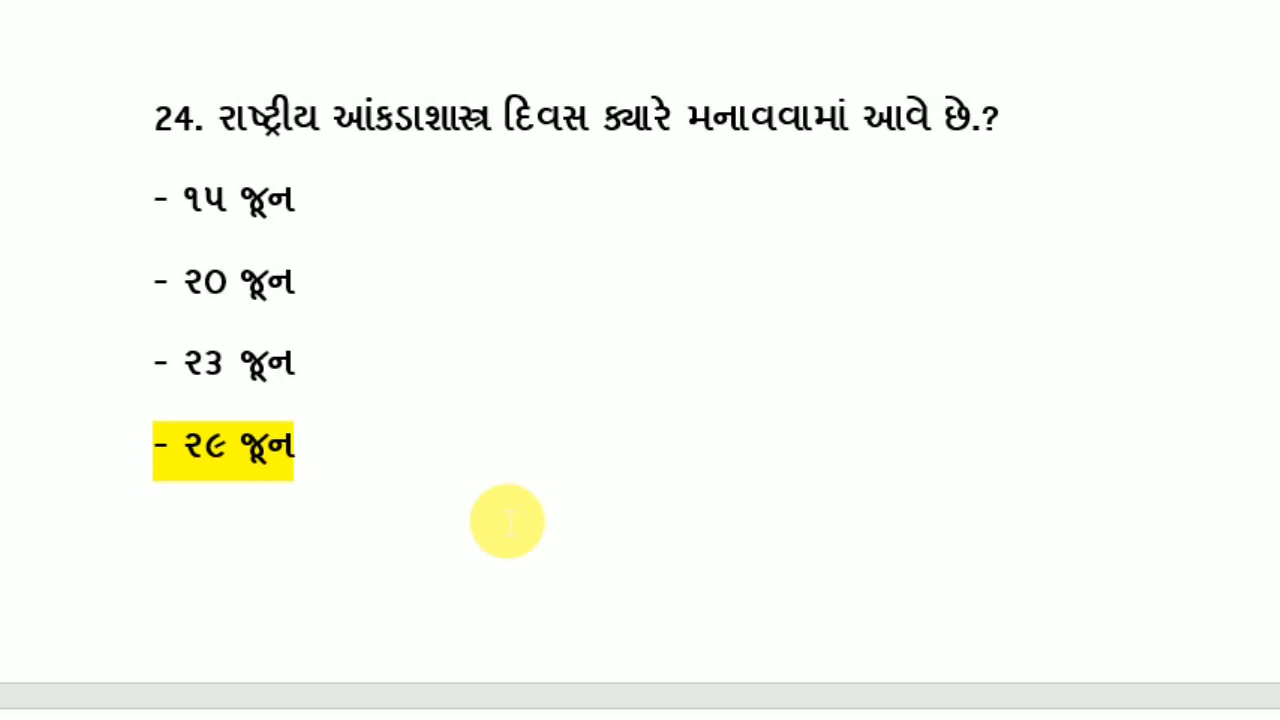 24. રાષ્ટ્રીય આંકડાશાસ્ત્ર દિવસ ક્યારે મનાવવામાં આવે છે.?
- ૧૫ જૂન
- ૨૦ જૂન
- ૨૩ જૂન
- ૨૯ જૂન